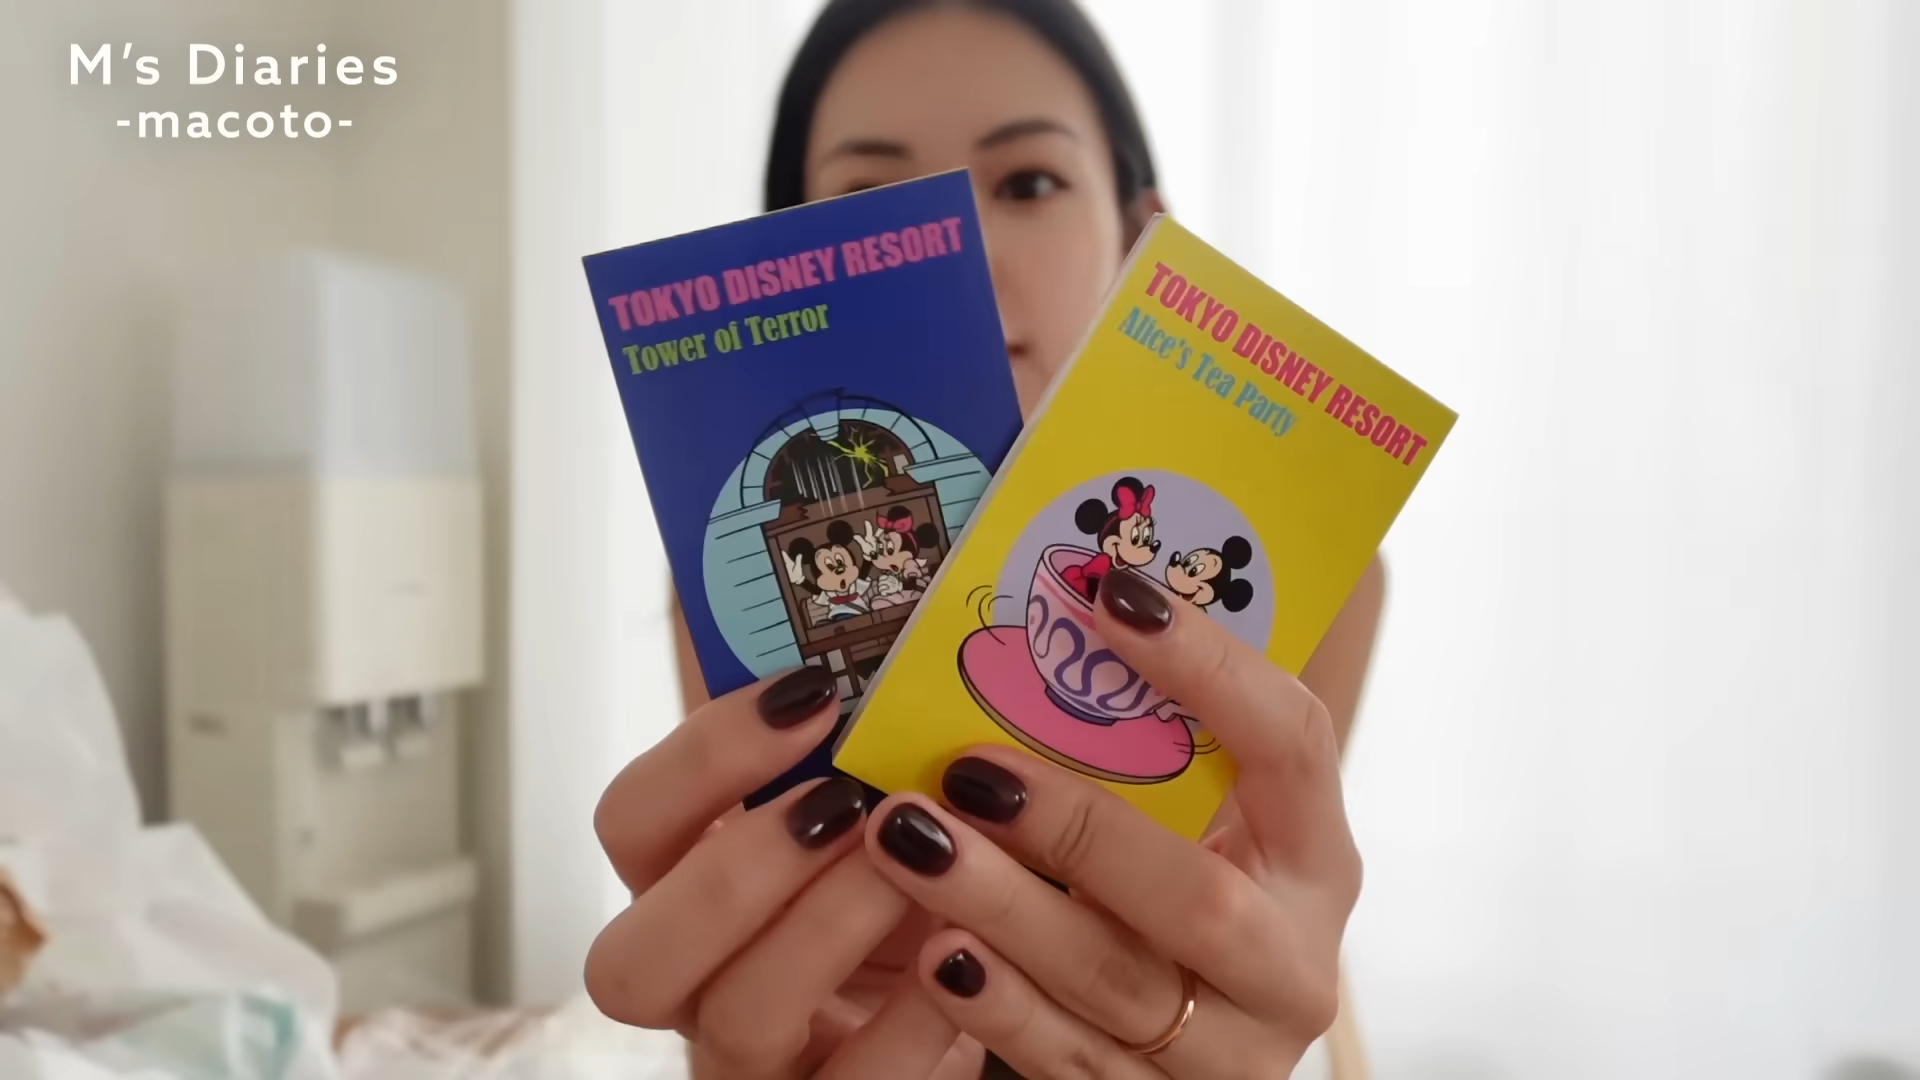 M's Diaries
-macoto-
TOKYO DISNEY RESORT
Tower of Terror
TOKYO DISNEY RESORT
Alice's Tea Party